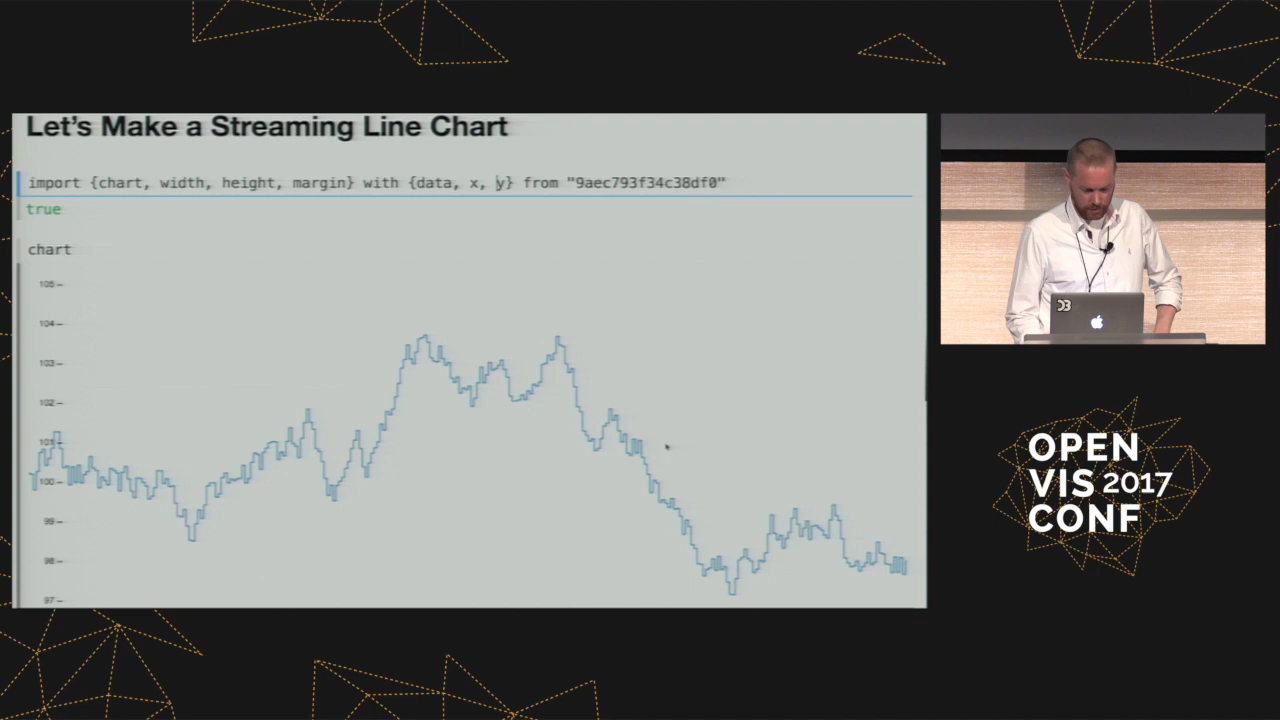 Let's Make a Streaming Line Chart
import {chart, width, height, margin} with {data, x, y} from "9aec793f34c38df0"
true
chart
105
104
103
102
101
100
99
98
97
D3
OPEN
VIS 2017
CONF